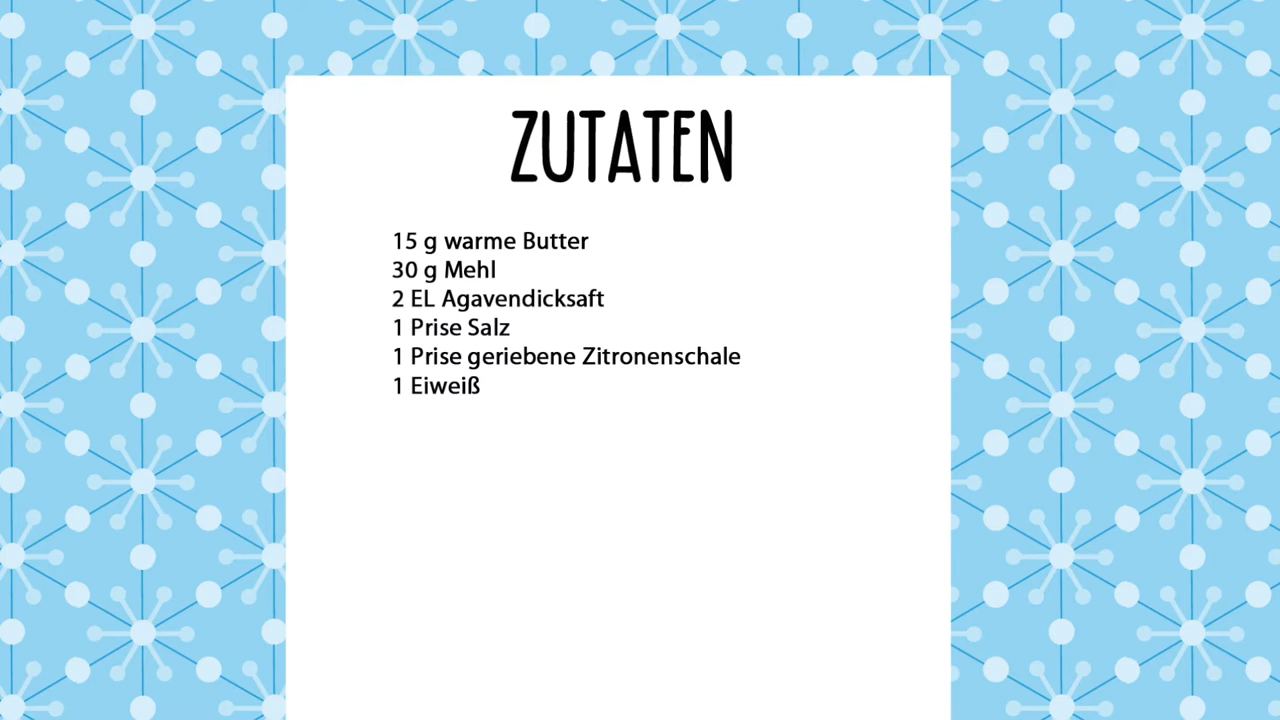 ZUTATEN
15 g warme Butter
30 g Mehl
2 EL Agavendicksaft
1 Prise Salz
1 Prise geriebene Zitronenschale
1 Eiweiß